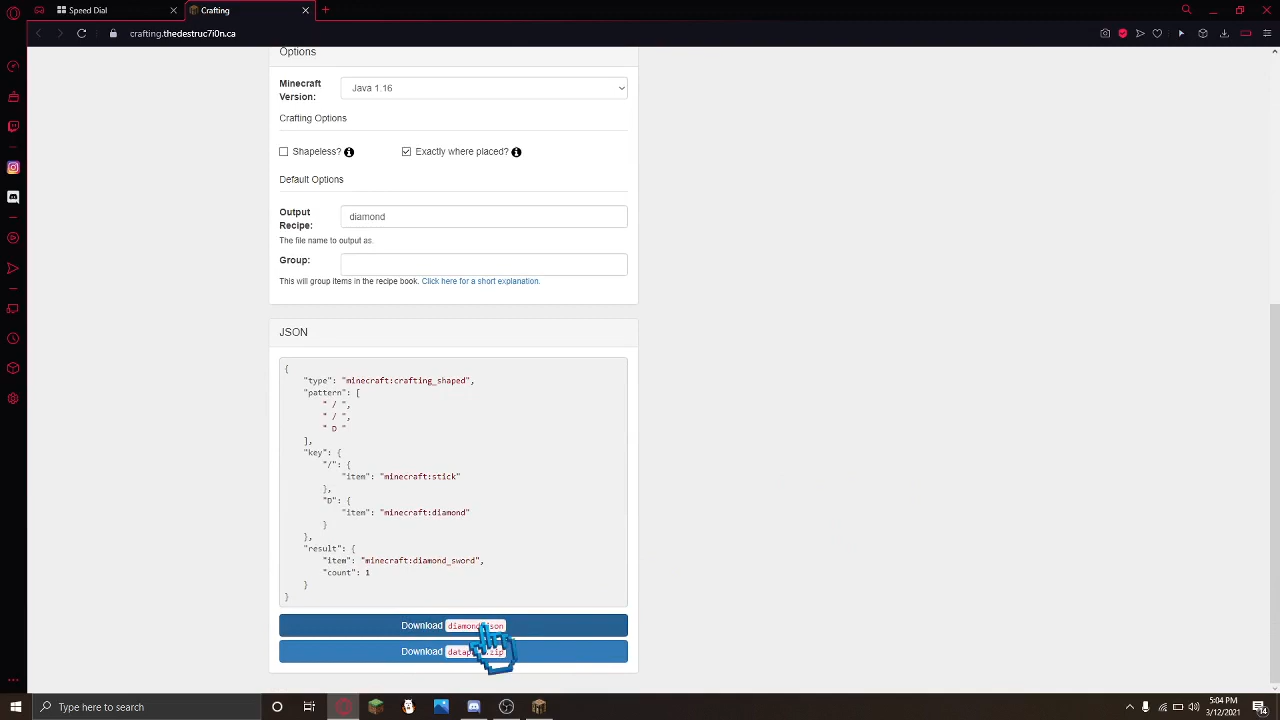 Speed Dial
Crafting
crafting.thedestruc7i0n.ca
Options
Minecraft Version:
Java 1.16
Crafting Options
Shapeless?
Exactly where placed?
Default Options
Output Recipe:
diamond
The file name to output as.
Group:
This will group items in the recipe book. Click here for a short explanation.
JSON
{
"type": "minecraft:crafting_shaped",
"pattern": [
" / ",
" / ",
" D "
],
"key": {
"/": {
"item": "minecraft:stick"
},
"D": {
"item": "minecraft:diamond"
}
},
"result": {
"item": "minecraft:diamond_sword",
"count": 1
}
}
Download
Download
Type here to search
5:04 PM
3/12/2021
14